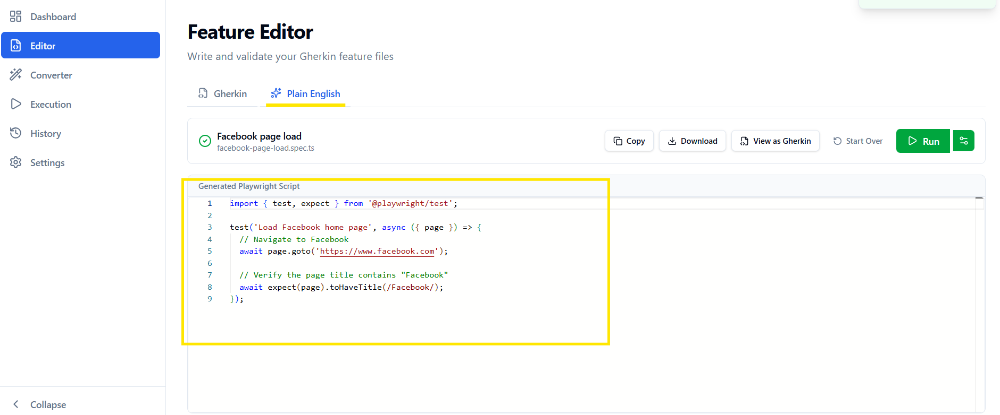 Dashboard
Editor
Converter
Execution
History
Settings
Collapse
Feature Editor
Write and validate your Gherkin feature files
Gherkin
Plain English
Facebook page load
facebook-page-load.spec.ts
Copy
Download
View as Gherkin
Start Over
Run
Generated Playwright Script
1 import { test, expect } from '@playwright/test';
2
3 test('Load Facebook home page', async ({ page }) => {
4 // Navigate to Facebook
5 await page.goto('https://www.facebook.com');
6
7 // Verify the page title contains "Facebook"
8 await expect(page).toHaveTitle(/Facebook/);
9 });